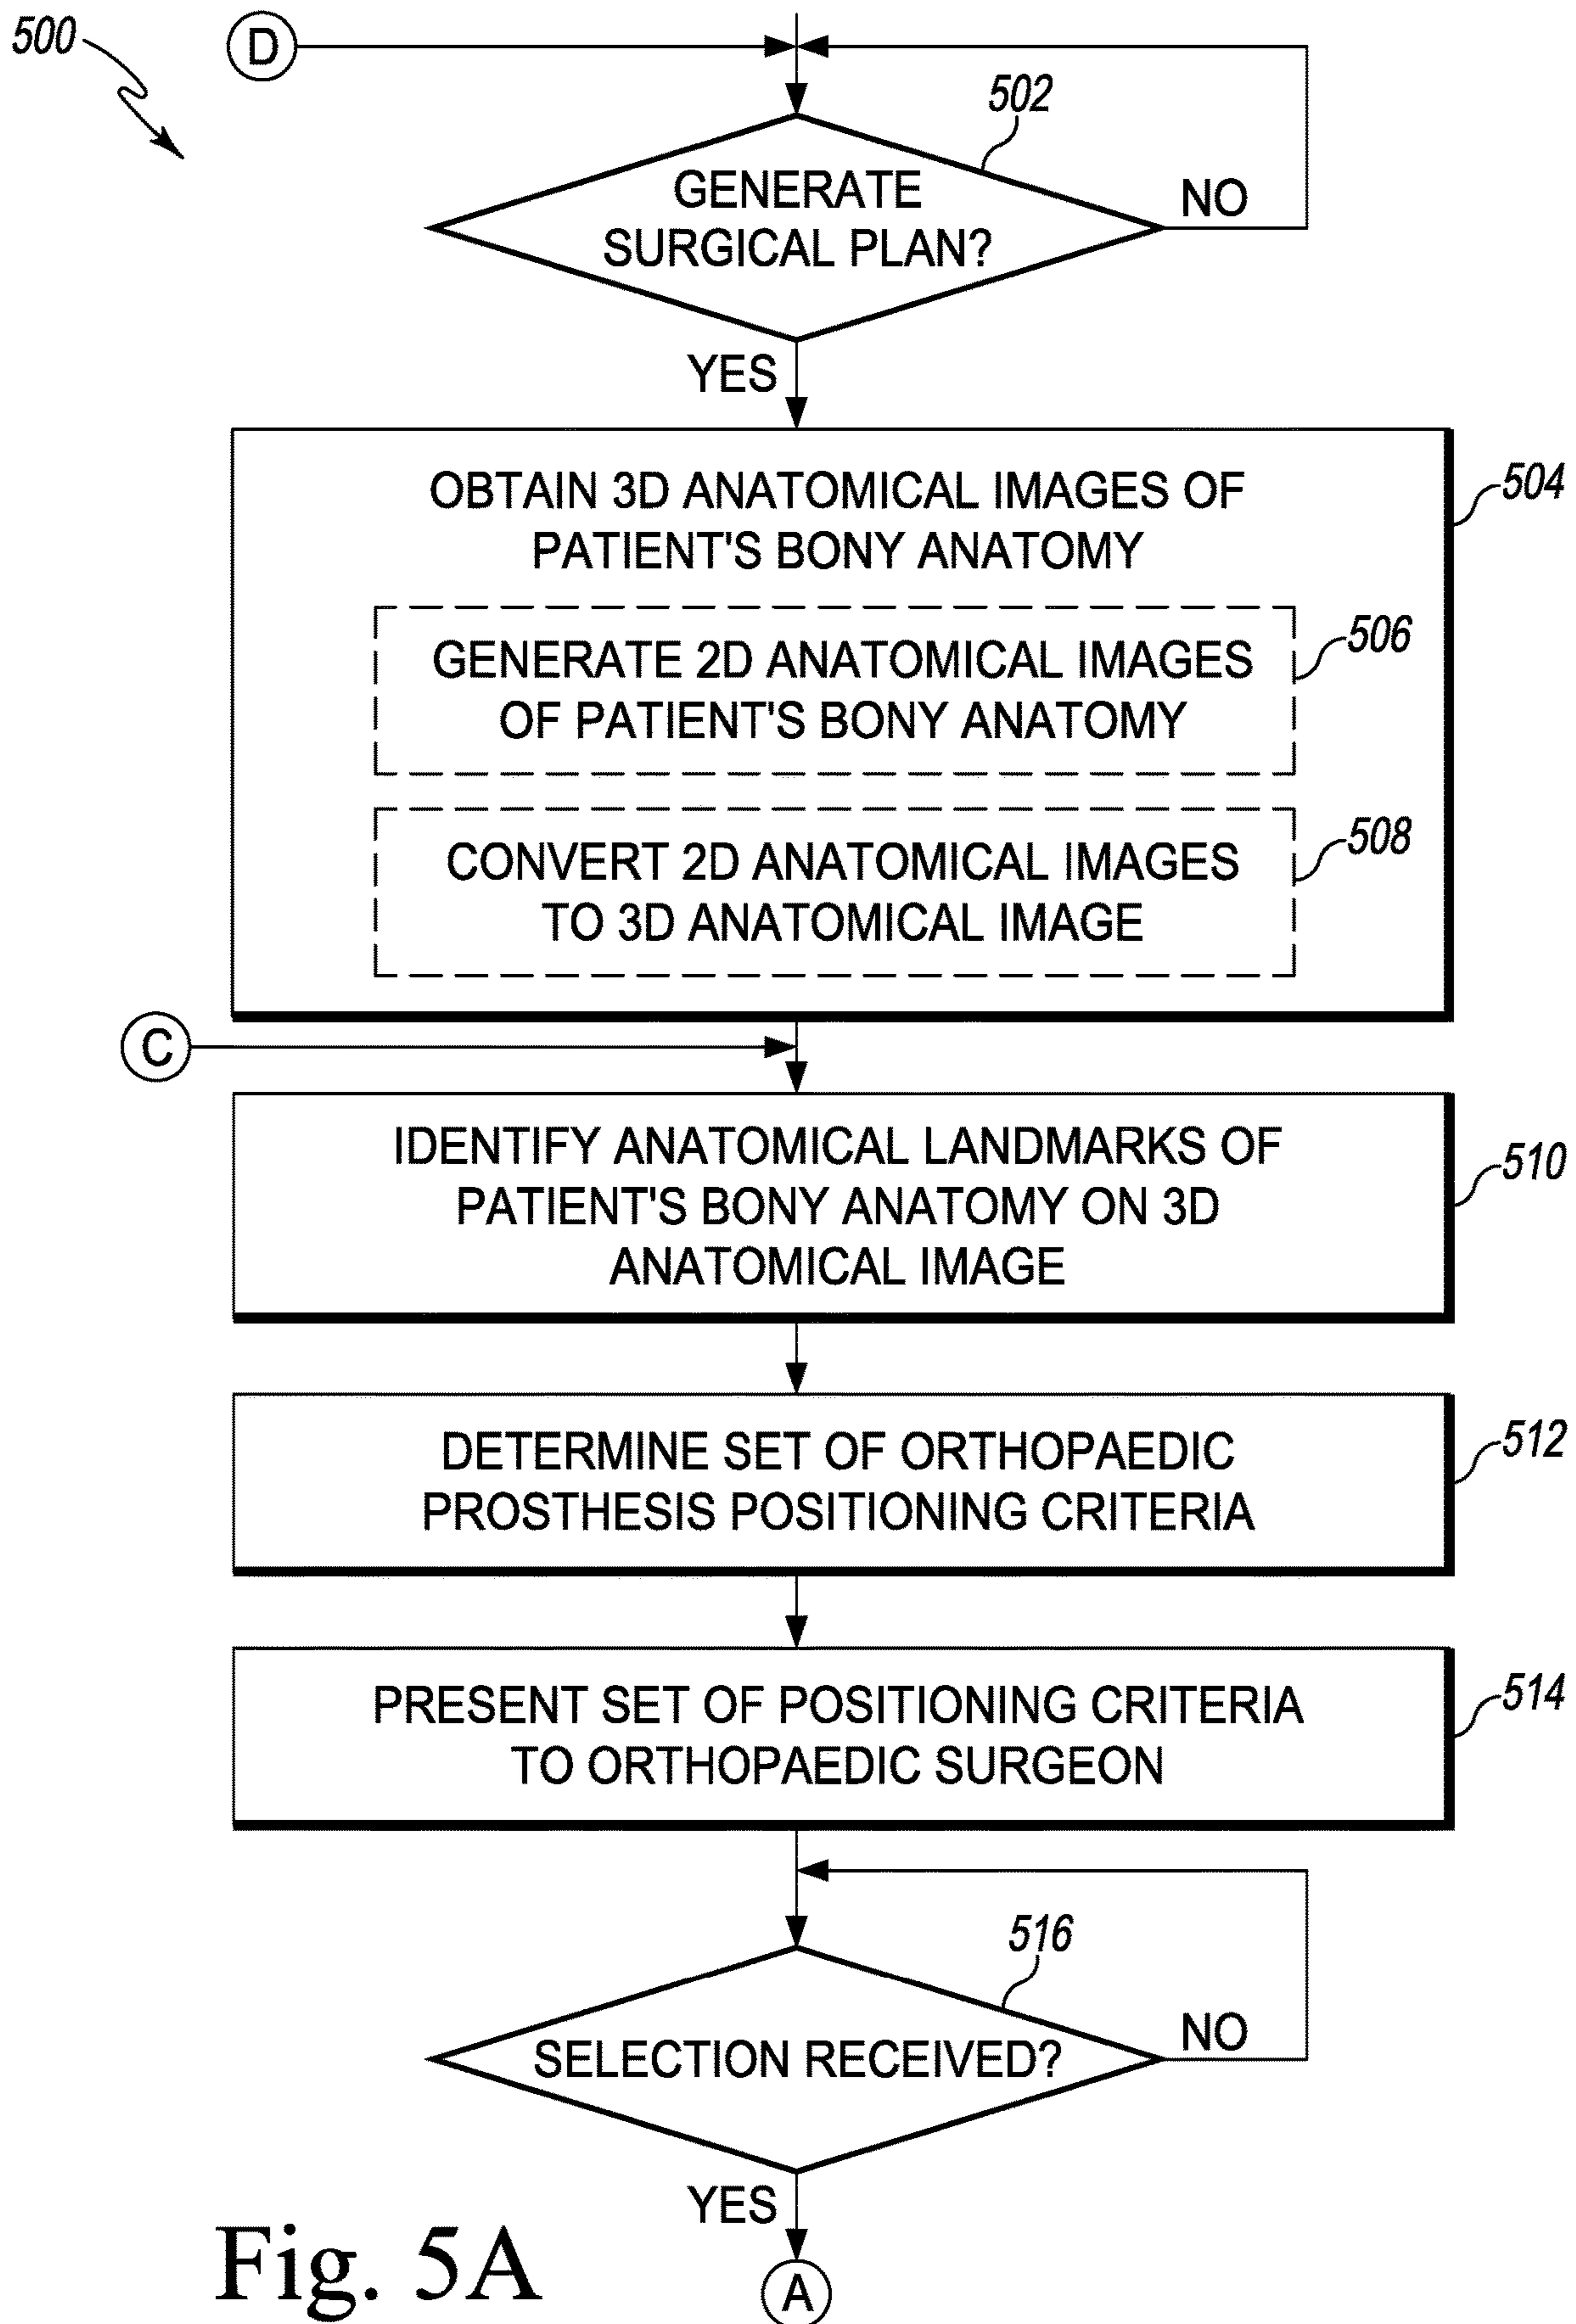 500
D
502
GENERATE
SURGICAL PLAN?
NO
YES
OBTAIN 3D ANATOMICAL IMAGES OF
PATIENT'S BONY ANATOMY
504
GENERATE 2D ANATOMICAL IMAGES
OF PATIENT'S BONY ANATOMY
506
CONVERT 2D ANATOMICAL IMAGES
TO 3D ANATOMICAL IMAGE
508
C
IDENTIFY ANATOMICAL LANDMARKS OF
PATIENT'S BONY ANATOMY ON 3D
ANATOMICAL IMAGE
510
DETERMINE SET OF ORTHOPAEDIC
PROSTHESIS POSITIONING CRITERIA
512
PRESENT SET OF POSITIONING CRITERIA
TO ORTHOPAEDIC SURGEON
514
516
SELECTION RECEIVED?
NO
YES
A
Fig. 5A